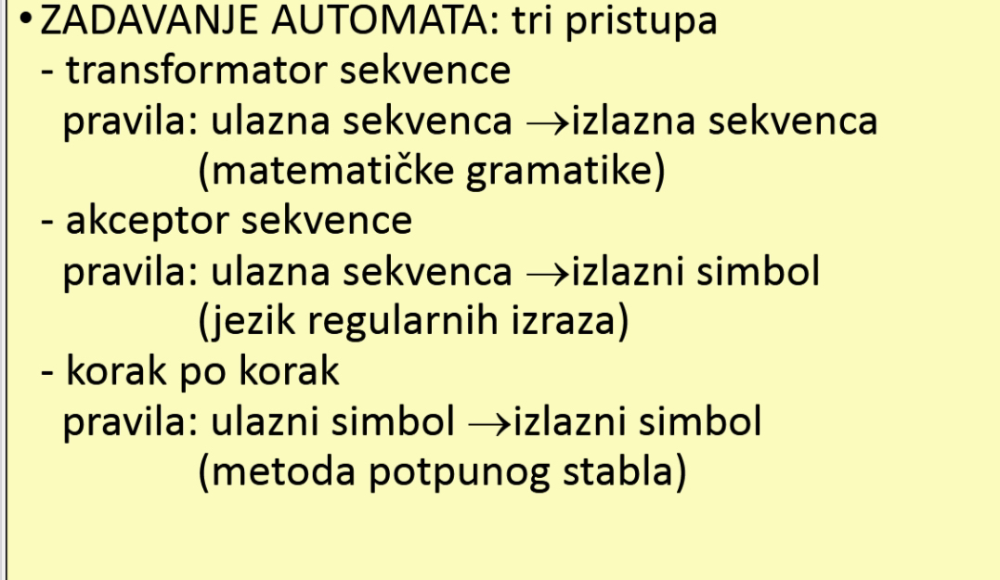 • ZADAVANJE AUTOMATA: tri pristupa
- transformator sekvence
pravila: ulazna sekvenca →izlazna sekvenca
(matematičke gramatike)
- akceptor sekvence
pravila: ulazna sekvenca →izlazni simbol
(jezik regularnih izraza)
- korak po korak
pravila: ulazni simbol →izlazni simbol
(metoda potpunog stabla)